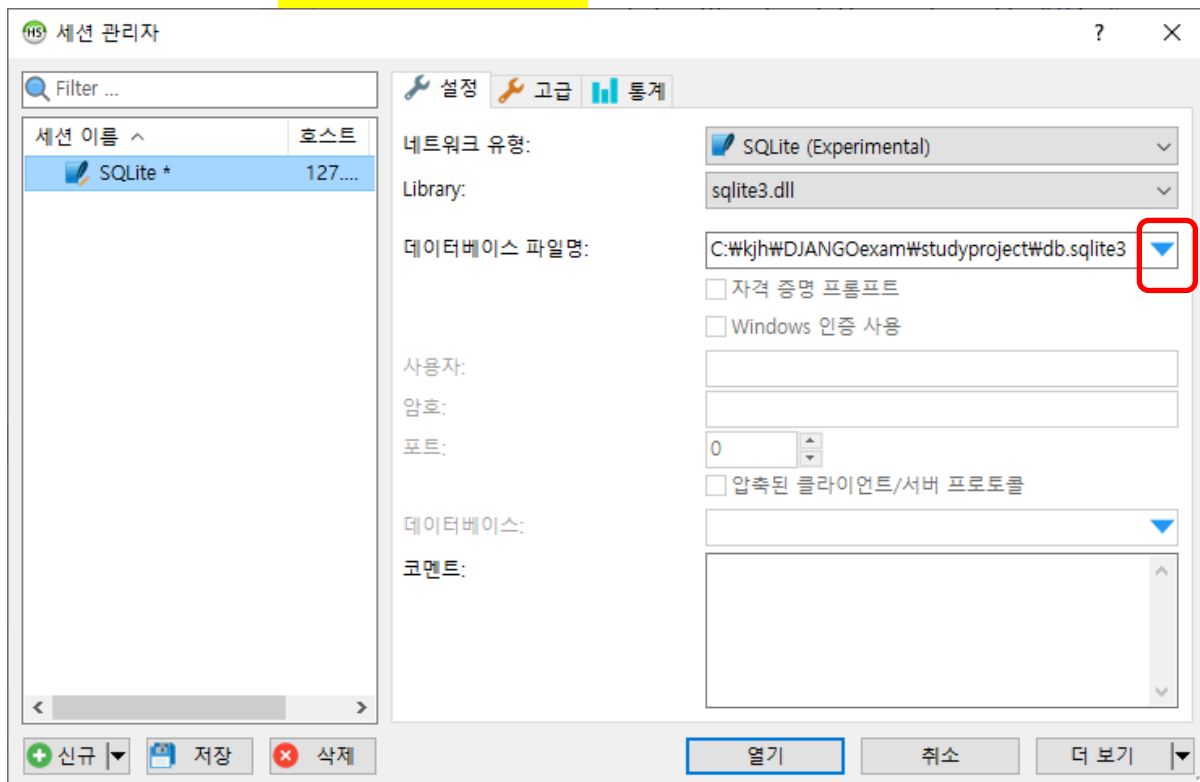 HS 세션 관리자 ?
Filter ...
세션 이름 호스트
SQLite * 127....
설정 고급 통계
네트워크 유형: SQLite (Experimental)
Library: sqlite3.dll
데이터베이스 파일명: C:₩kjh₩DJANGOexam₩studyproject₩db.sqlite3
자격 증명 프롬프트
Windows 인증 사용
사용자:
암호:
포트: 0
압축된 클라이언트/서버 프로토콜
데이터베이스:
코멘트:
신규 저장 삭제 열기 취소 더 보기